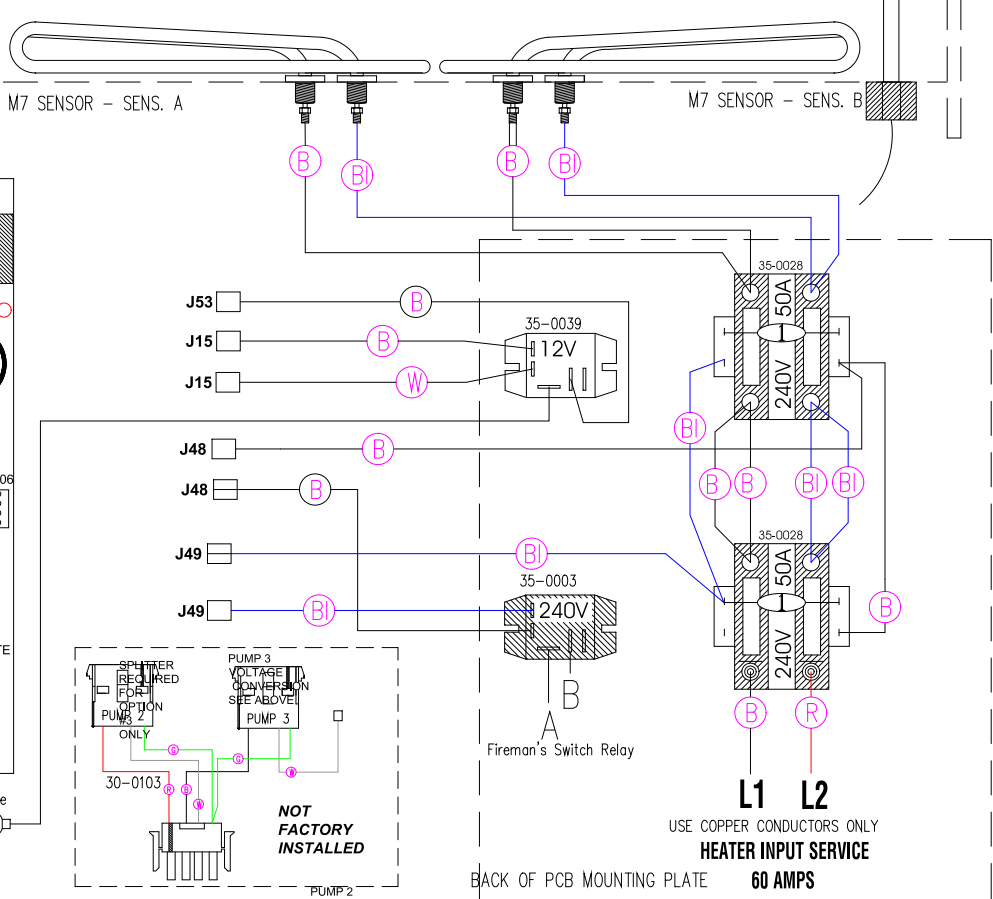 M7 SENSOR - SENS. A
M7 SENSOR - SENS. B
B
Bl
B
Bl
35-0028
50A
1
240V
J53
B
35-0039
12V
J15
B
J15
W
Bl
J48
B
06
J48
B
B
B
Bl
Bl
35-0028
50A
1
240V
J49
Bl
35-0003
240V
J49
Bl
B
TE
B
A
Fireman's Switch Relay
SPLITTER
REQUIRED
FOR
OPTION
#3
ONLY
PUMP 2
PUMP 3
VOLTAGE
CONVERSION
SEE ABOVE
PUMP 3
G
G
W
30-0103
R
B
W
NOT
FACTORY
INSTALLED
PUMP 2
e
B
R
L1
L2
USE COPPER CONDUCTORS ONLY
HEATER INPUT SERVICE
60 AMPS
BACK OF PCB MOUNTING PLATE